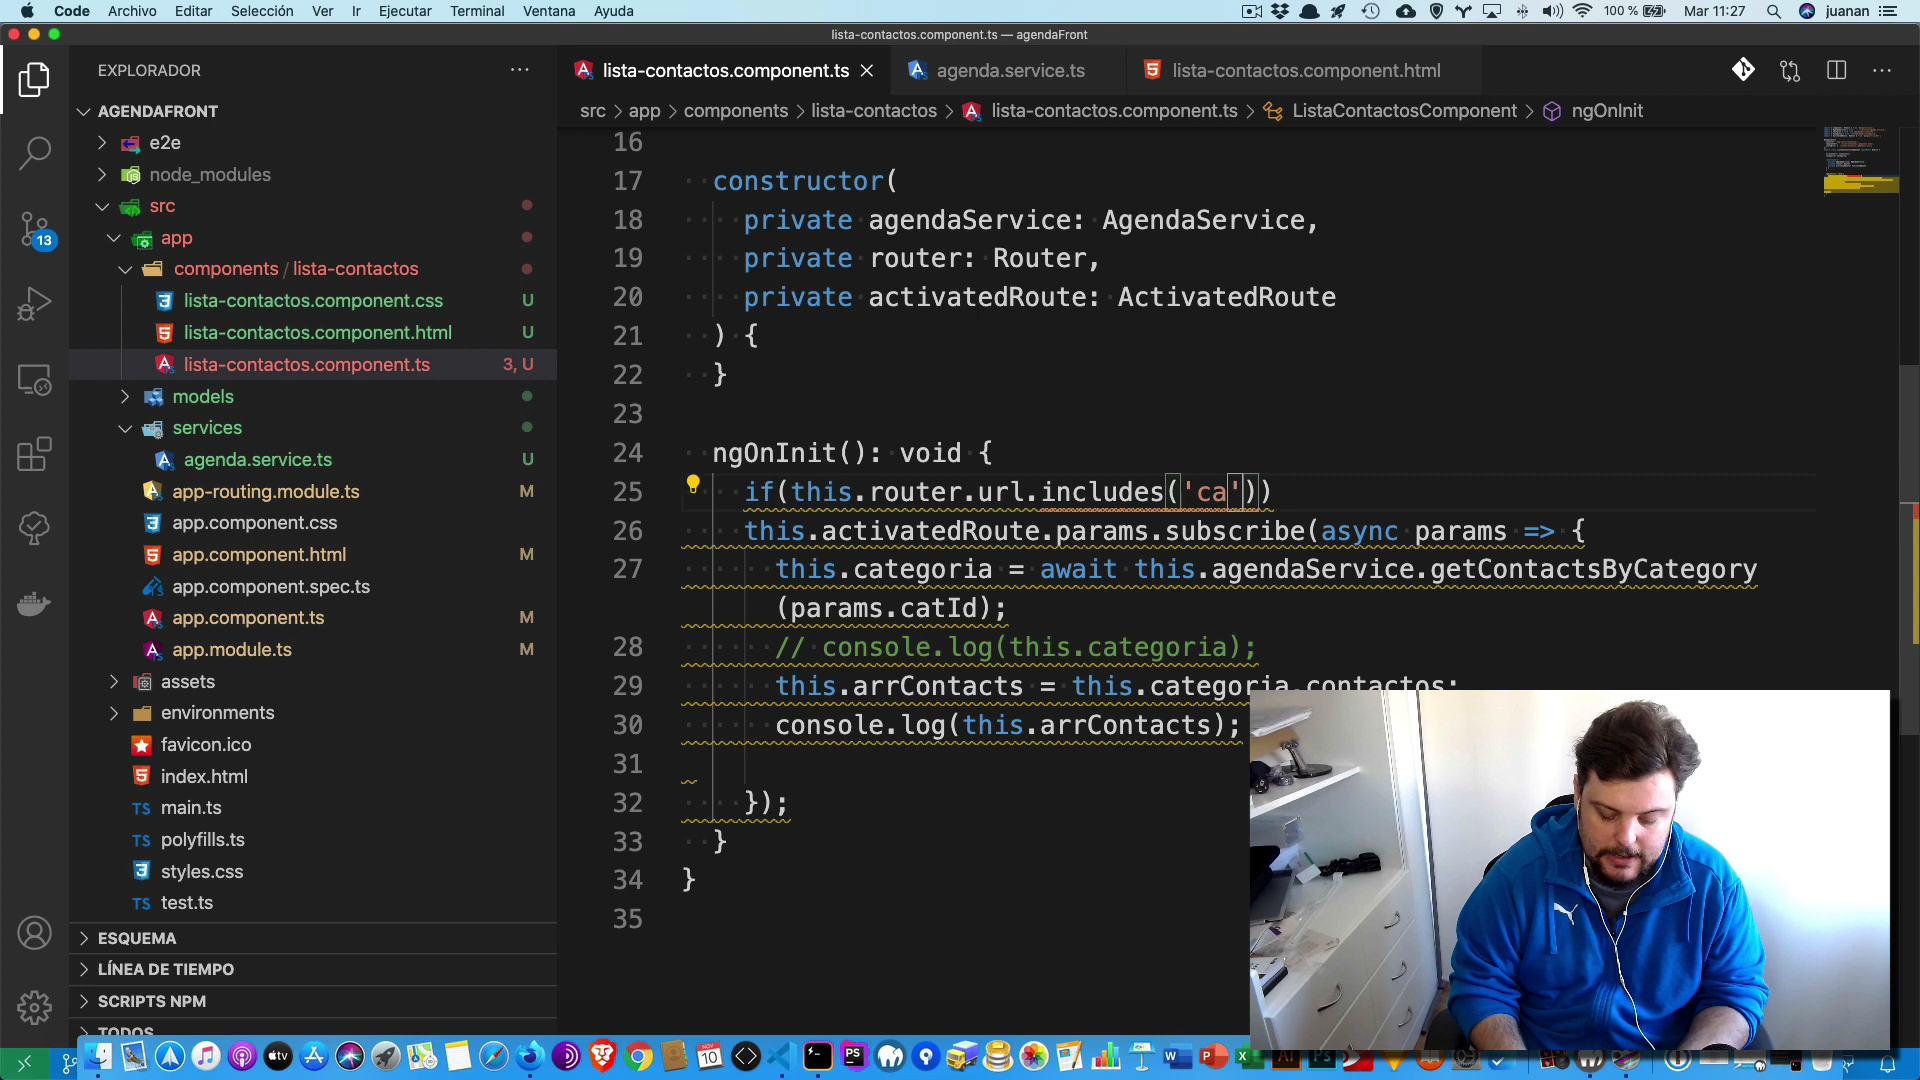 Code Archivo Editar Selección Ver Ir Ejecutar Terminal Ventana Ayuda 100 % Mar 11:27 juanan
lista-contactos.component.ts — agendaFront
EXPLORADOR
lista-contactos.component.ts agenda.service.ts lista-contactos.component.html
src > app > components > lista-contactos > lista-contactos.component.ts > ListaContactosComponent > ngOnInit
AGENDAFRONT
e2e
node_modules
src
app
components / lista-contactos
lista-contactos.component.css U
lista-contactos.component.html U
lista-contactos.component.ts 3, U
models
services
agenda.service.ts U
app-routing.module.ts M
app.component.css
app.component.html M
app.component.spec.ts
app.component.ts M
app.module.ts M
assets
environments
favicon.ico
index.html
TS main.ts
TS polyfills.ts
styles.css
TS test.ts
ESQUEMA
LÍNEA DE TIEMPO
SCRIPTS NPM
TODOS
13
16
17 constructor(
18 private agendaService: AgendaService,
19 private router: Router,
20 private activatedRoute: ActivatedRoute
21 ) {
22 }
23
24 ngOnInit(): void {
25 if(this.router.url.includes('ca'))
26 this.activatedRoute.params.subscribe(async params => {
27 this.categoria = await this.agendaService.getContactsByCategory
(params.catId);
28 // console.log(this.categoria);
29 this.arrContacts = this.categoria.contactos;
30 console.log(this.arrContacts);
31
32 });
33 }
34 }
35